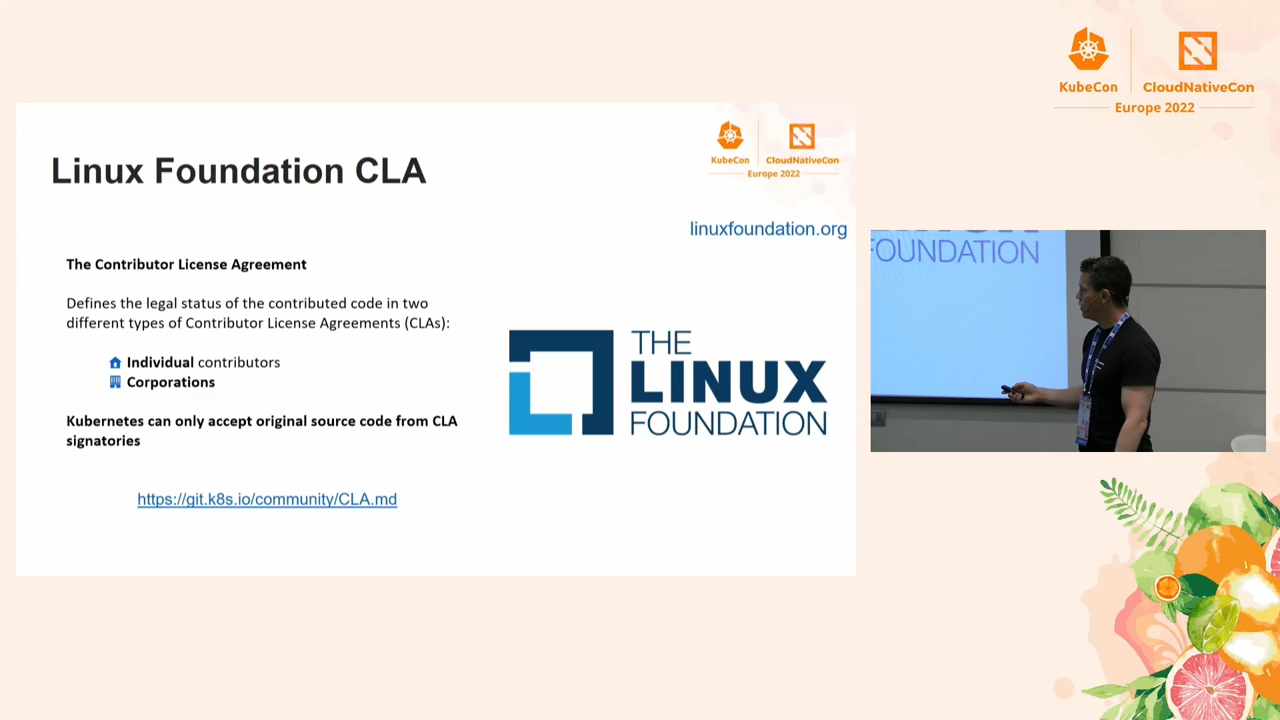 KubeCon
CloudNativeCon
Europe 2022
Linux Foundation CLA
KubeCon
CloudNativeCon
Europe 2022
linuxfoundation.org
The Contributor License Agreement
Defines the legal status of the contributed code in two
different types of Contributor License Agreements (CLAs):
Individual contributors
Corporations
Kubernetes can only accept original source code from CLA
signatories
https://git.k8s.io/community/CLA.md
THE
LINUX
FOUNDATION
FOUNDATION